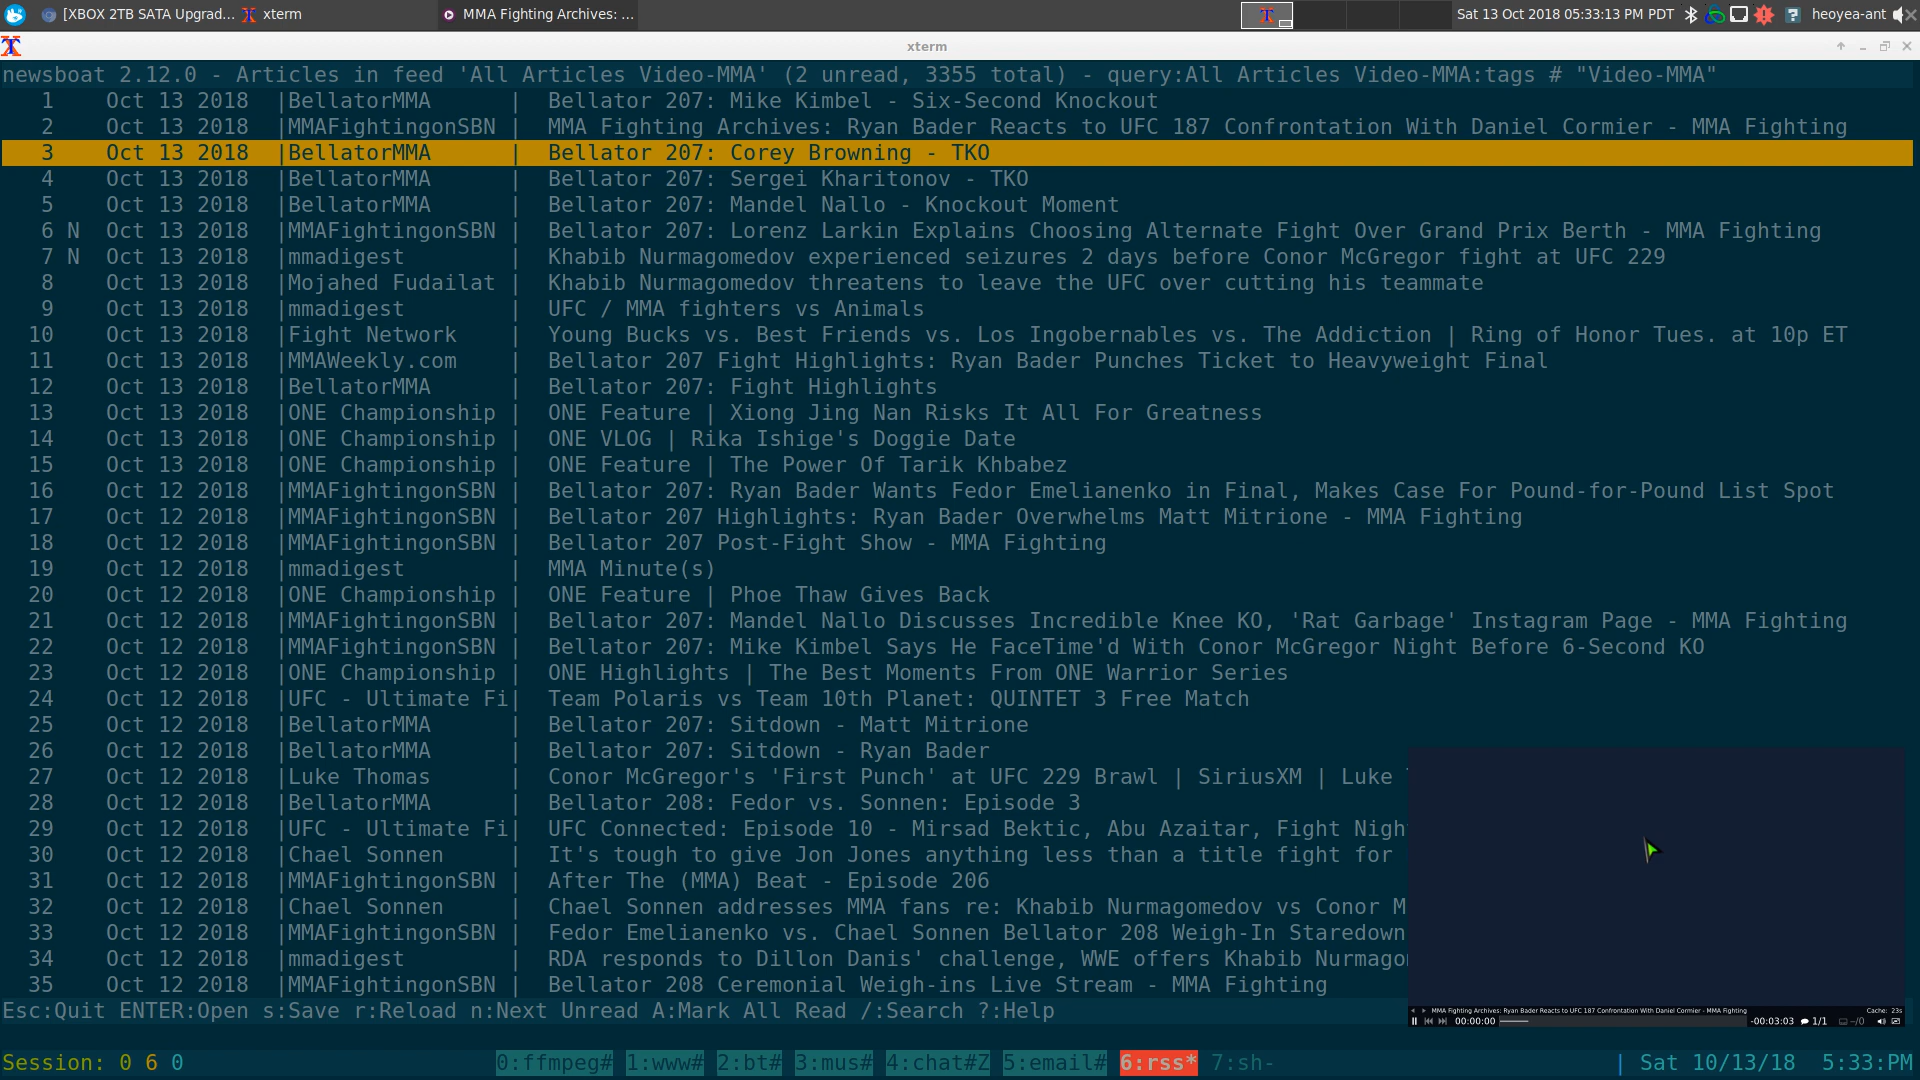 [XBOX 2TB SATA Upgrad... xterm MMA Fighting Archives: ... Sat 13 Oct 2018 05:33:13 PM PDT heoyea-ant
xterm
newsboat 2.12.0 - Articles in feed 'All Articles Video-MMA' (2 unread, 3355 total) - query:All Articles Video-MMA:tags # "Video-MMA"
1 Oct 13 2018 |BellatorMMA | Bellator 207: Mike Kimbel - Six-Second Knockout
2 Oct 13 2018 |MMAFightingonSBN | MMA Fighting Archives: Ryan Bader Reacts to UFC 187 Confrontation With Daniel Cormier - MMA Fighting
3 Oct 13 2018 |BellatorMMA | Bellator 207: Corey Browning - TKO
4 Oct 13 2018 |BellatorMMA | Bellator 207: Sergei Kharitonov - TKO
5 Oct 13 2018 |BellatorMMA | Bellator 207: Mandel Nallo - Knockout Moment
6 N Oct 13 2018 |MMAFightingonSBN | Bellator 207: Lorenz Larkin Explains Choosing Alternate Fight Over Grand Prix Berth - MMA Fighting
7 N Oct 13 2018 |mmadigest | Khabib Nurmagomedov experienced seizures 2 days before Conor McGregor fight at UFC 229
8 Oct 13 2018 |Mojahed Fudailat | Khabib Nurmagomedov threatens to leave the UFC over cutting his teammate
9 Oct 13 2018 |mmadigest | UFC / MMA fighters vs Animals
10 Oct 13 2018 |Fight Network | Young Bucks vs. Best Friends vs. Los Ingobernables vs. The Addiction | Ring of Honor Tues. at 10p ET
11 Oct 13 2018 |MMAWeekly.com | Bellator 207 Fight Highlights: Ryan Bader Punches Ticket to Heavyweight Final
12 Oct 13 2018 |BellatorMMA | Bellator 207: Fight Highlights
13 Oct 13 2018 |ONE Championship | ONE Feature | Xiong Jing Nan Risks It All For Greatness
14 Oct 13 2018 |ONE Championship | ONE VLOG | Rika Ishige's Doggie Date
15 Oct 13 2018 |ONE Championship | ONE Feature | The Power Of Tarik Khbabez
16 Oct 12 2018 |MMAFightingonSBN | Bellator 207: Ryan Bader Wants Fedor Emelianenko in Final, Makes Case For Pound-for-Pound List Spot
17 Oct 12 2018 |MMAFightingonSBN | Bellator 207 Highlights: Ryan Bader Overwhelms Matt Mitrione - MMA Fighting
18 Oct 12 2018 |MMAFightingonSBN | Bellator 207 Post-Fight Show - MMA Fighting
19 Oct 12 2018 |mmadigest | MMA Minute(s)
20 Oct 12 2018 |ONE Championship | ONE Feature | Phoe Thaw Gives Back
21 Oct 12 2018 |MMAFightingonSBN | Bellator 207: Mandel Nallo Discusses Incredible Knee KO, 'Rat Garbage' Instagram Page - MMA Fighting
22 Oct 12 2018 |MMAFightingonSBN | Bellator 207: Mike Kimbel Says He FaceTime'd With Conor McGregor Night Before 6-Second KO
23 Oct 12 2018 |ONE Championship | ONE Highlights | The Best Moments From ONE Warrior Series
24 Oct 12 2018 |UFC - Ultimate Fi| Team Polaris vs Team 10th Planet: QUINTET 3 Free Match
25 Oct 12 2018 |BellatorMMA | Bellator 207: Sitdown - Matt Mitrione
26 Oct 12 2018 |BellatorMMA | Bellator 207: Sitdown - Ryan Bader
27 Oct 12 2018 |Luke Thomas | Conor McGregor's 'First Punch' at UFC 229 Brawl | SiriusXM | Luke
28 Oct 12 2018 |BellatorMMA | Bellator 208: Fedor vs. Sonnen: Episode 3
29 Oct 12 2018 |UFC - Ultimate Fi| UFC Connected: Episode 10 - Mirsad Bektic, Abu Azaitar, Fight Nigh
30 Oct 12 2018 |Chael Sonnen | It's tough to give Jon Jones anything less than a title fight for
31 Oct 12 2018 |MMAFightingonSBN | After The (MMA) Beat - Episode 206
32 Oct 12 2018 |Chael Sonnen | Chael Sonnen addresses MMA fans re: Khabib Nurmagomedov vs Conor M
33 Oct 12 2018 |MMAFightingonSBN | Fedor Emelianenko vs. Chael Sonnen Bellator 208 Weigh-In Staredown
34 Oct 12 2018 |mmadigest | RDA responds to Dillon Danis' challenge, WWE offers Khabib Nurmagom
35 Oct 12 2018 |MMAFightingonSBN | Bellator 208 Ceremonial Weigh-ins Live Stream - MMA Fighting
MMA Fighting Archives: Ryan Bader Reacts to UFC 187 Confrontation With Daniel Cormier - MMA Fighting Cache: 23s
00:00:00 -00:03:03 1/1 -/0
Esc:Quit ENTER:Open s:Save r:Reload n:Next Unread A:Mark All Read /:Search ?:Help
Session: 0 6 0 0:ffmpeg# 1:www# 2:bt# 3:mus# 4:chat#Z 5:email# 6:rss* 7:sh- | Sat 10/13/18 5:33:PM